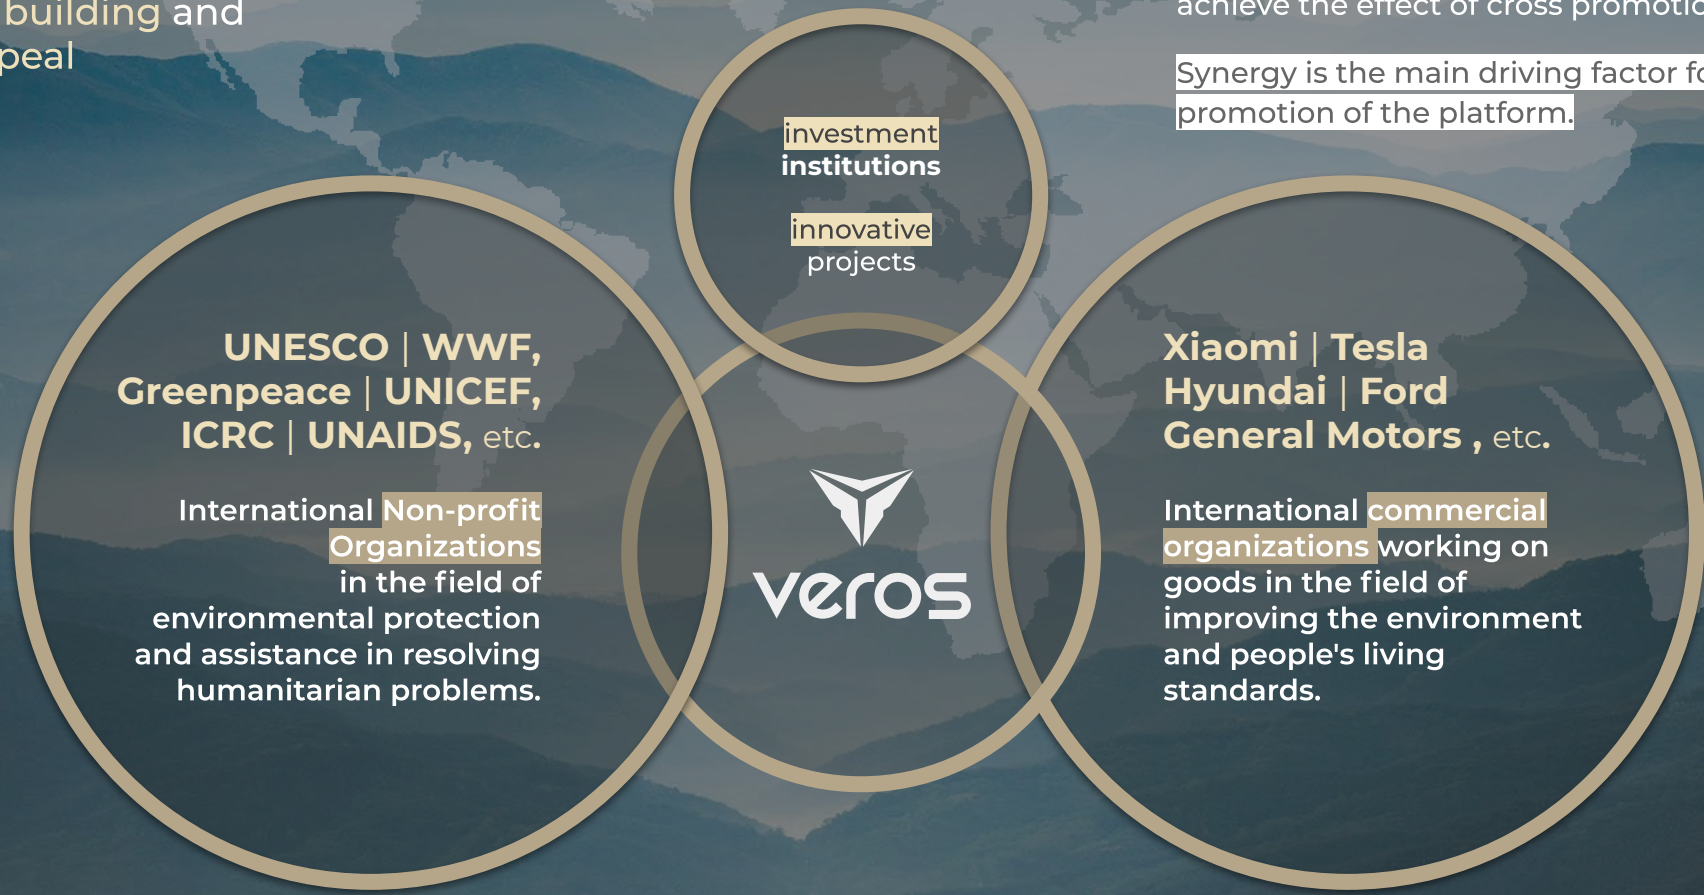 building and
peal
achieve the effect of cross
Synergy is the main driving factor
promotion of the platform.
investment
institutions
innovative
projects
UNESCO | WWF,
Greenpeace | UNICEF,
ICRC | UNAIDS, etc.
International Non-profit
Organizations
in the field of
environmental protection
and assistance in resolving
humanitarian problems.
veros
Xiaomi | Tesla
Hyundai | Ford
General Motors , etc.
International commercial
organizations working on
goods in the field of
improving the environment
and people's living
standards.